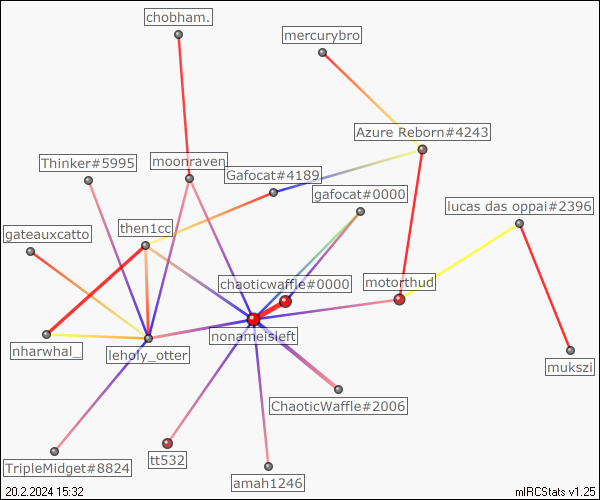 chobham.
mercurybro
Azure Reborn#4243
Thinker#5995
moonraven
Gafocat#4189
gafocat#0000
lucas das oppai#2396
gateauxcatto
then1cc
chaoticwaffle#0000
motorthud
nonameisleft
nharwhal_
leholy_otter
mukszi
ChaoticWaffle#2006
TripleMidget#8824
tt532
amah1246
20.2.2024 15:32
mIRCStats v1.25